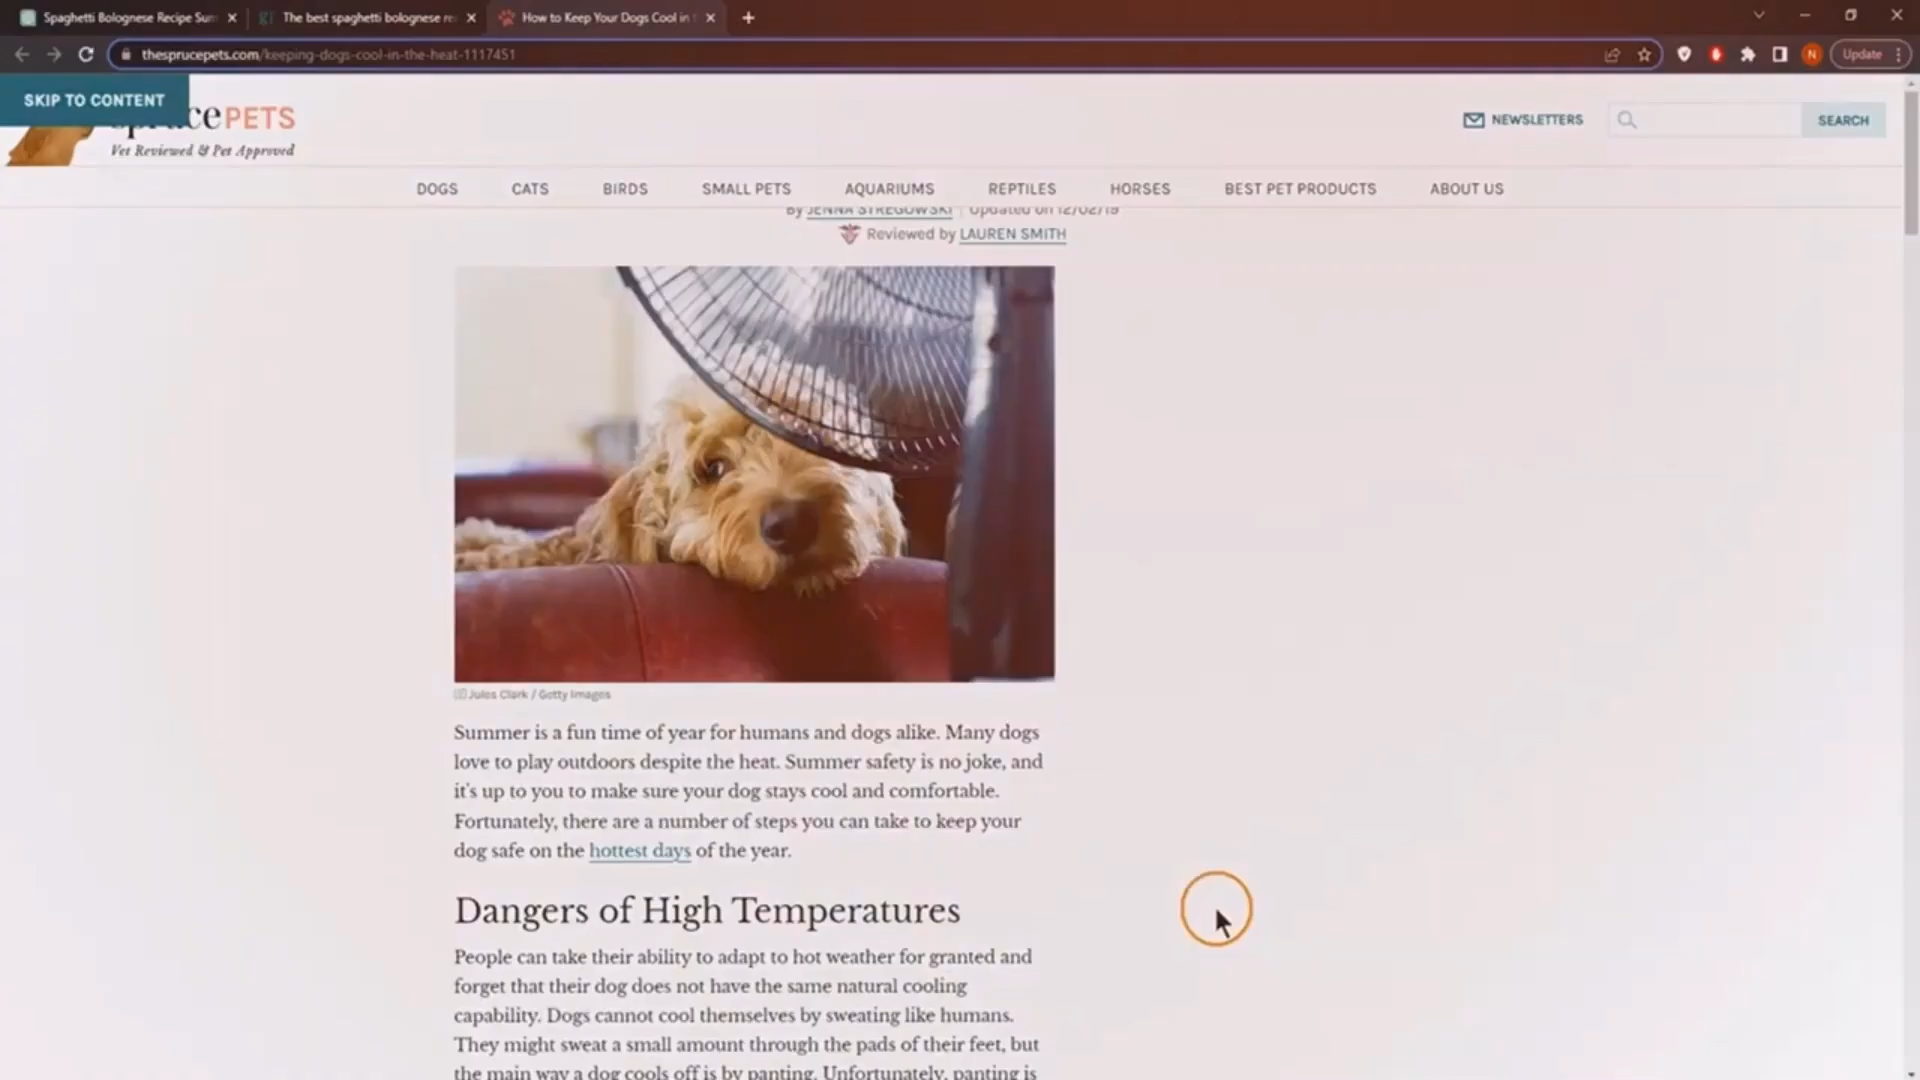 Spaghetti Bolognese Recipe Sum
The best spaghetti bolognese re
How to Keep Your Dogs Cool in
thesprucepets.com/keeping-dogs-cool-in-the-heat-1117451
N
Update
SKIP TO CONTENT
PETS
Vet Reviewed & Pet Approved
NEWSLETTERS
SEARCH
DOGS CATS BIRDS SMALL PETS AQUARIUMS REPTILES HORSES BEST PET PRODUCTS ABOUT US
By JENNA STREGOWSKI | Updated on 12/02/19
Reviewed by LAUREN SMITH
Jules Clark / Getty Images
Summer is a fun time of year for humans and dogs alike. Many dogs
love to play outdoors despite the heat. Summer safety is no joke, and
it's up to you to make sure your dog stays cool and comfortable.
Fortunately, there are a number of steps you can take to keep your
dog safe on the hottest days of the year.
Dangers of High Temperatures
People can take their ability to adapt to hot weather for granted and
forget that their dog does not have the same natural cooling
capability. Dogs cannot cool themselves by sweating like humans.
They might sweat a small amount through the pads of their feet, but
the main way a dog cools off is by panting. Unfortunately, panting is